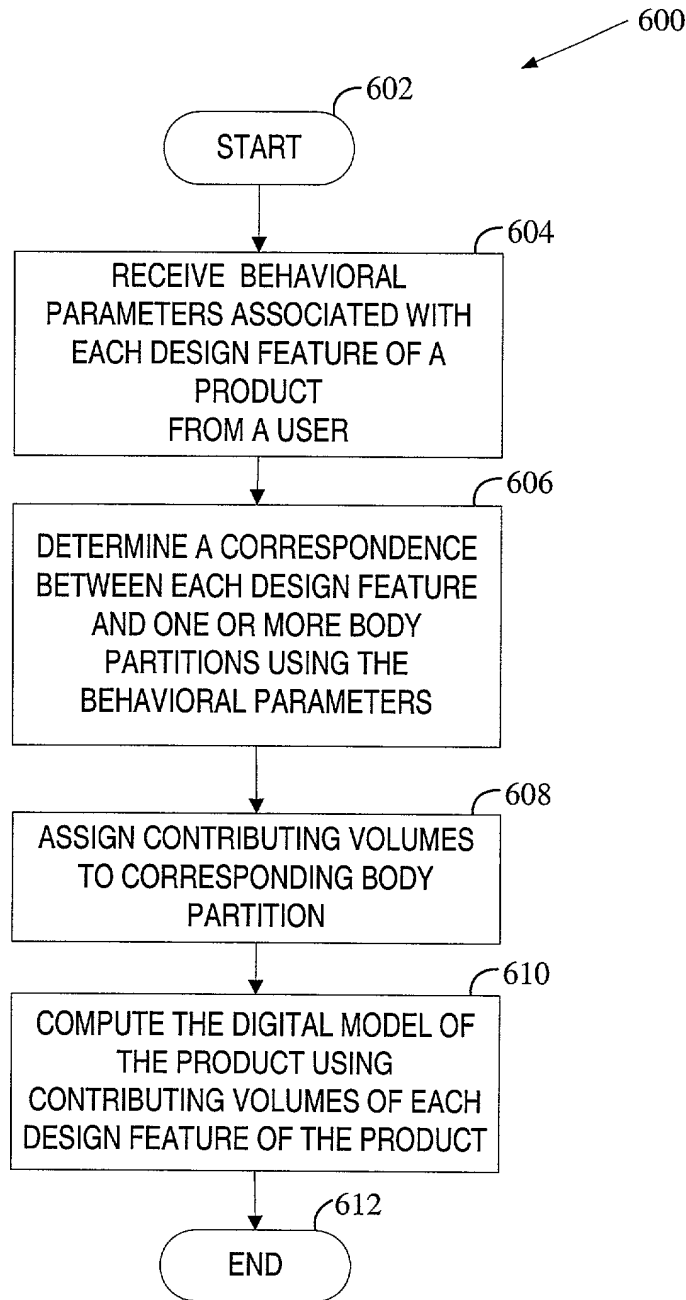 600
602
START
604
RECEIVE BEHAVIORAL
PARAMETERS ASSOCIATED WITH
EACH DESIGN FEATURE OF A
PRODUCT
FROM A USER
606
DETERMINE A CORRESPONDENCE
BETWEEN EACH DESIGN FEATURE
AND ONE OR MORE BODY
PARTITIONS USING THE
BEHAVIORAL PARAMETERS
608
ASSIGN CONTRIBUTING VOLUMES
TO CORRESPONDING BODY
PARTITION
610
COMPUTE THE DIGITAL MODEL OF
THE PRODUCT USING
CONTRIBUTING VOLUMES OF EACH
DESIGN FEATURE OF THE PRODUCT
612
END